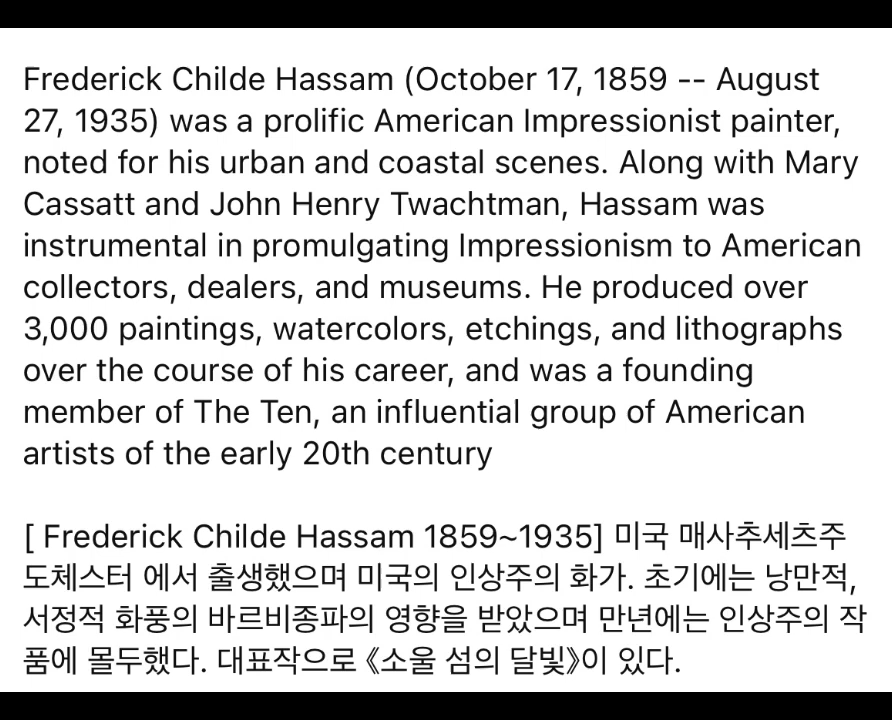 Frederick Childe Hassam (October 17, 1859 -- August
27, 1935) was a prolific American Impressionist painter,
noted for his urban and coastal scenes. Along with Mary
Cassatt and John Henry Twachtman, Hassam was
instrumental in promulgating Impressionism to American
collectors, dealers, and museums. He produced over
3,000 paintings, watercolors, etchings, and lithographs
over the course of his career, and was a founding
member of The Ten, an influential group of American
artists of the early 20th century
[ Frederick Childe Hassam 1859~1935] 미국 매사추세츠주
도체스터 에서 출생했으며 미국의 인상주의 화가. 초기에는 낭만적,
서정적 화풍의 바르비종파의 영향을 받았으며 만년에는 인상주의 작
품에 몰두했다. 대표작으로 《소울 섬의 달빛》이 있다.